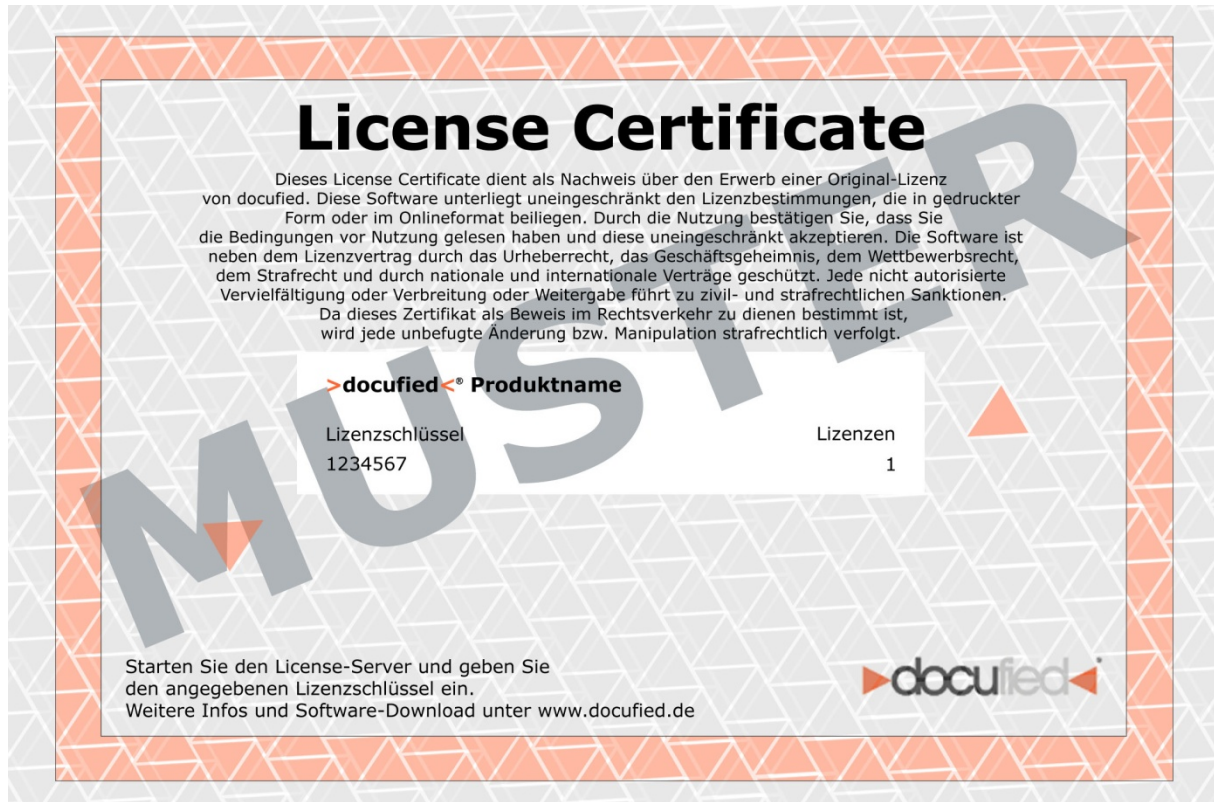 License Certificate
Dieses License Certificate dient als Nachweis über den Erwerb einer Original-Lizenz
von docufied. Diese Software unterliegt uneingeschränkt den Lizenzbestimmungen, die in gedruckter
Form oder im Onlineformat beiliegen. Durch die Nutzung bestätigen Sie, dass Sie
die Bedingungen vor Nutzung gelesen haben und diese uneingeschränkt akzeptieren. Die Software ist
neben dem Lizenzvertrag durch das Urheberrecht, das Geschäftsgeheimnis, dem Wettbewerbsrecht,
dem Strafrecht und durch nationale und internationale Verträge geschützt. Jede nicht autorisierte
Vervielfältigung oder Verbreitung oder Weitergabe führt zu zivil- und strafrechtlichen Sanktionen.
Da dieses Zertifikat als Beweis im Rechtsverkehr zu dienen bestimmt ist,
wird jede unbefugte Änderung bzw. Manipulation strafrechtlich verfolgt.
MUSTER
>docufied<® Produktname
Lizenzschlüssel Lizenzen
1234567 1
Starten Sie den License-Server und geben Sie
den angegebenen Lizenzschlüssel ein.
Weitere Infos und Software-Download unter www.docufied.de
docufied